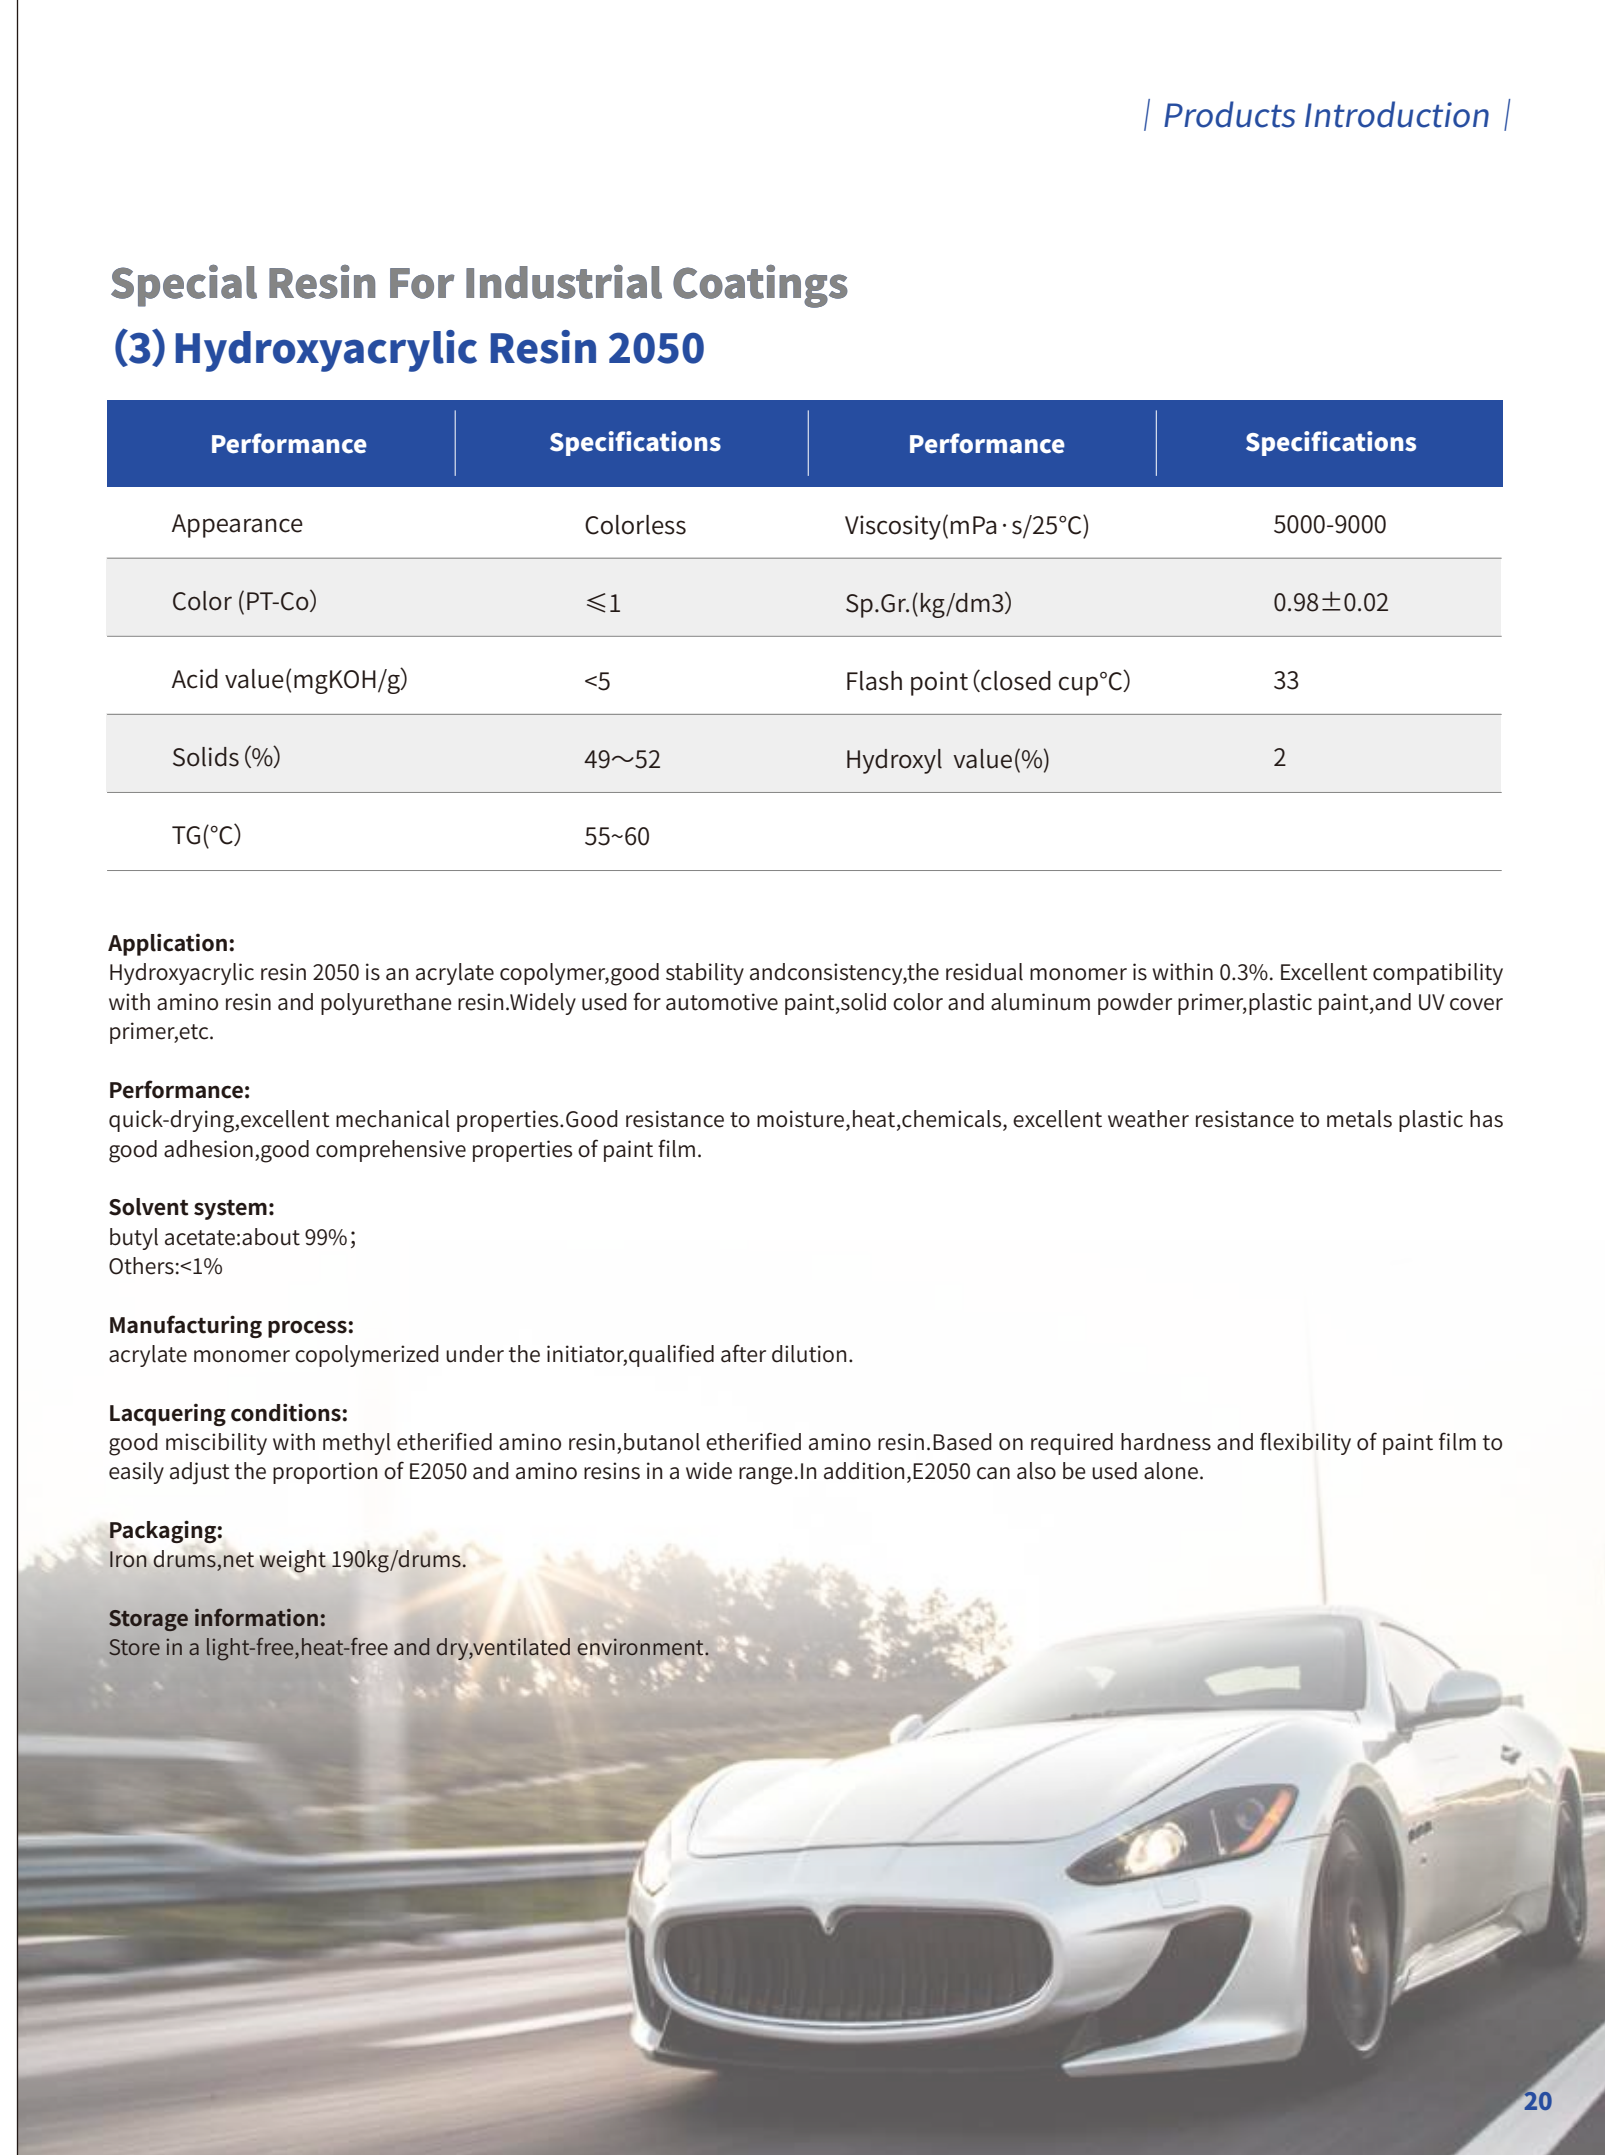 | Products Introduction |
Special Resin For Industrial Coatings
（3）Hydroxyacrylic Resin 2050
Performance Specifications Performance Specifications
Appearance Colorless Viscosity(mPa·s/25℃) 5000-9000
Color (PT-Co） ≤1 Sp.Gr.(kg/dm3） 0.98±0.02
Acid value(mgKOH/g） <5 Flash point（closed cup℃） 33
Solids（%） 49～52 Hydroxyl value(%) 2
TG(℃） 55~60
Application:
Hydroxyacrylic resin 2050 is an acrylate copolymer,good stability andconsistency,the residual monomer is within 0.3%. Excellent compatibility
with amino resin and polyurethane resin.Widely used for automotive paint,solid color and aluminum powder primer,plastic paint,and UV cover
primer,etc.
Performance:
quick-drying,excellent mechanical properties.Good resistance to moisture,heat,chemicals, excellent weather resistance to metals plastic has
good adhesion,good comprehensive properties of paint film.
Solvent system:
butyl acetate:about 99%；
Others:<1%
Manufacturing process:
acrylate monomer copolymerized under the initiator,qualified after dilution.
Lacquering conditions:
good miscibility with methyl etherified amino resin,butanol etherified amino resin.Based on required hardness and flexibility of paint film to
easily adjust the proportion of E2050 and amino resins in a wide range.In addition,E2050 can also be used alone.
Packaging:
Iron drums,net weight 190kg/drums.
Storage information:
Store in a light-free,heat-free and dry,ventilated environment.
20